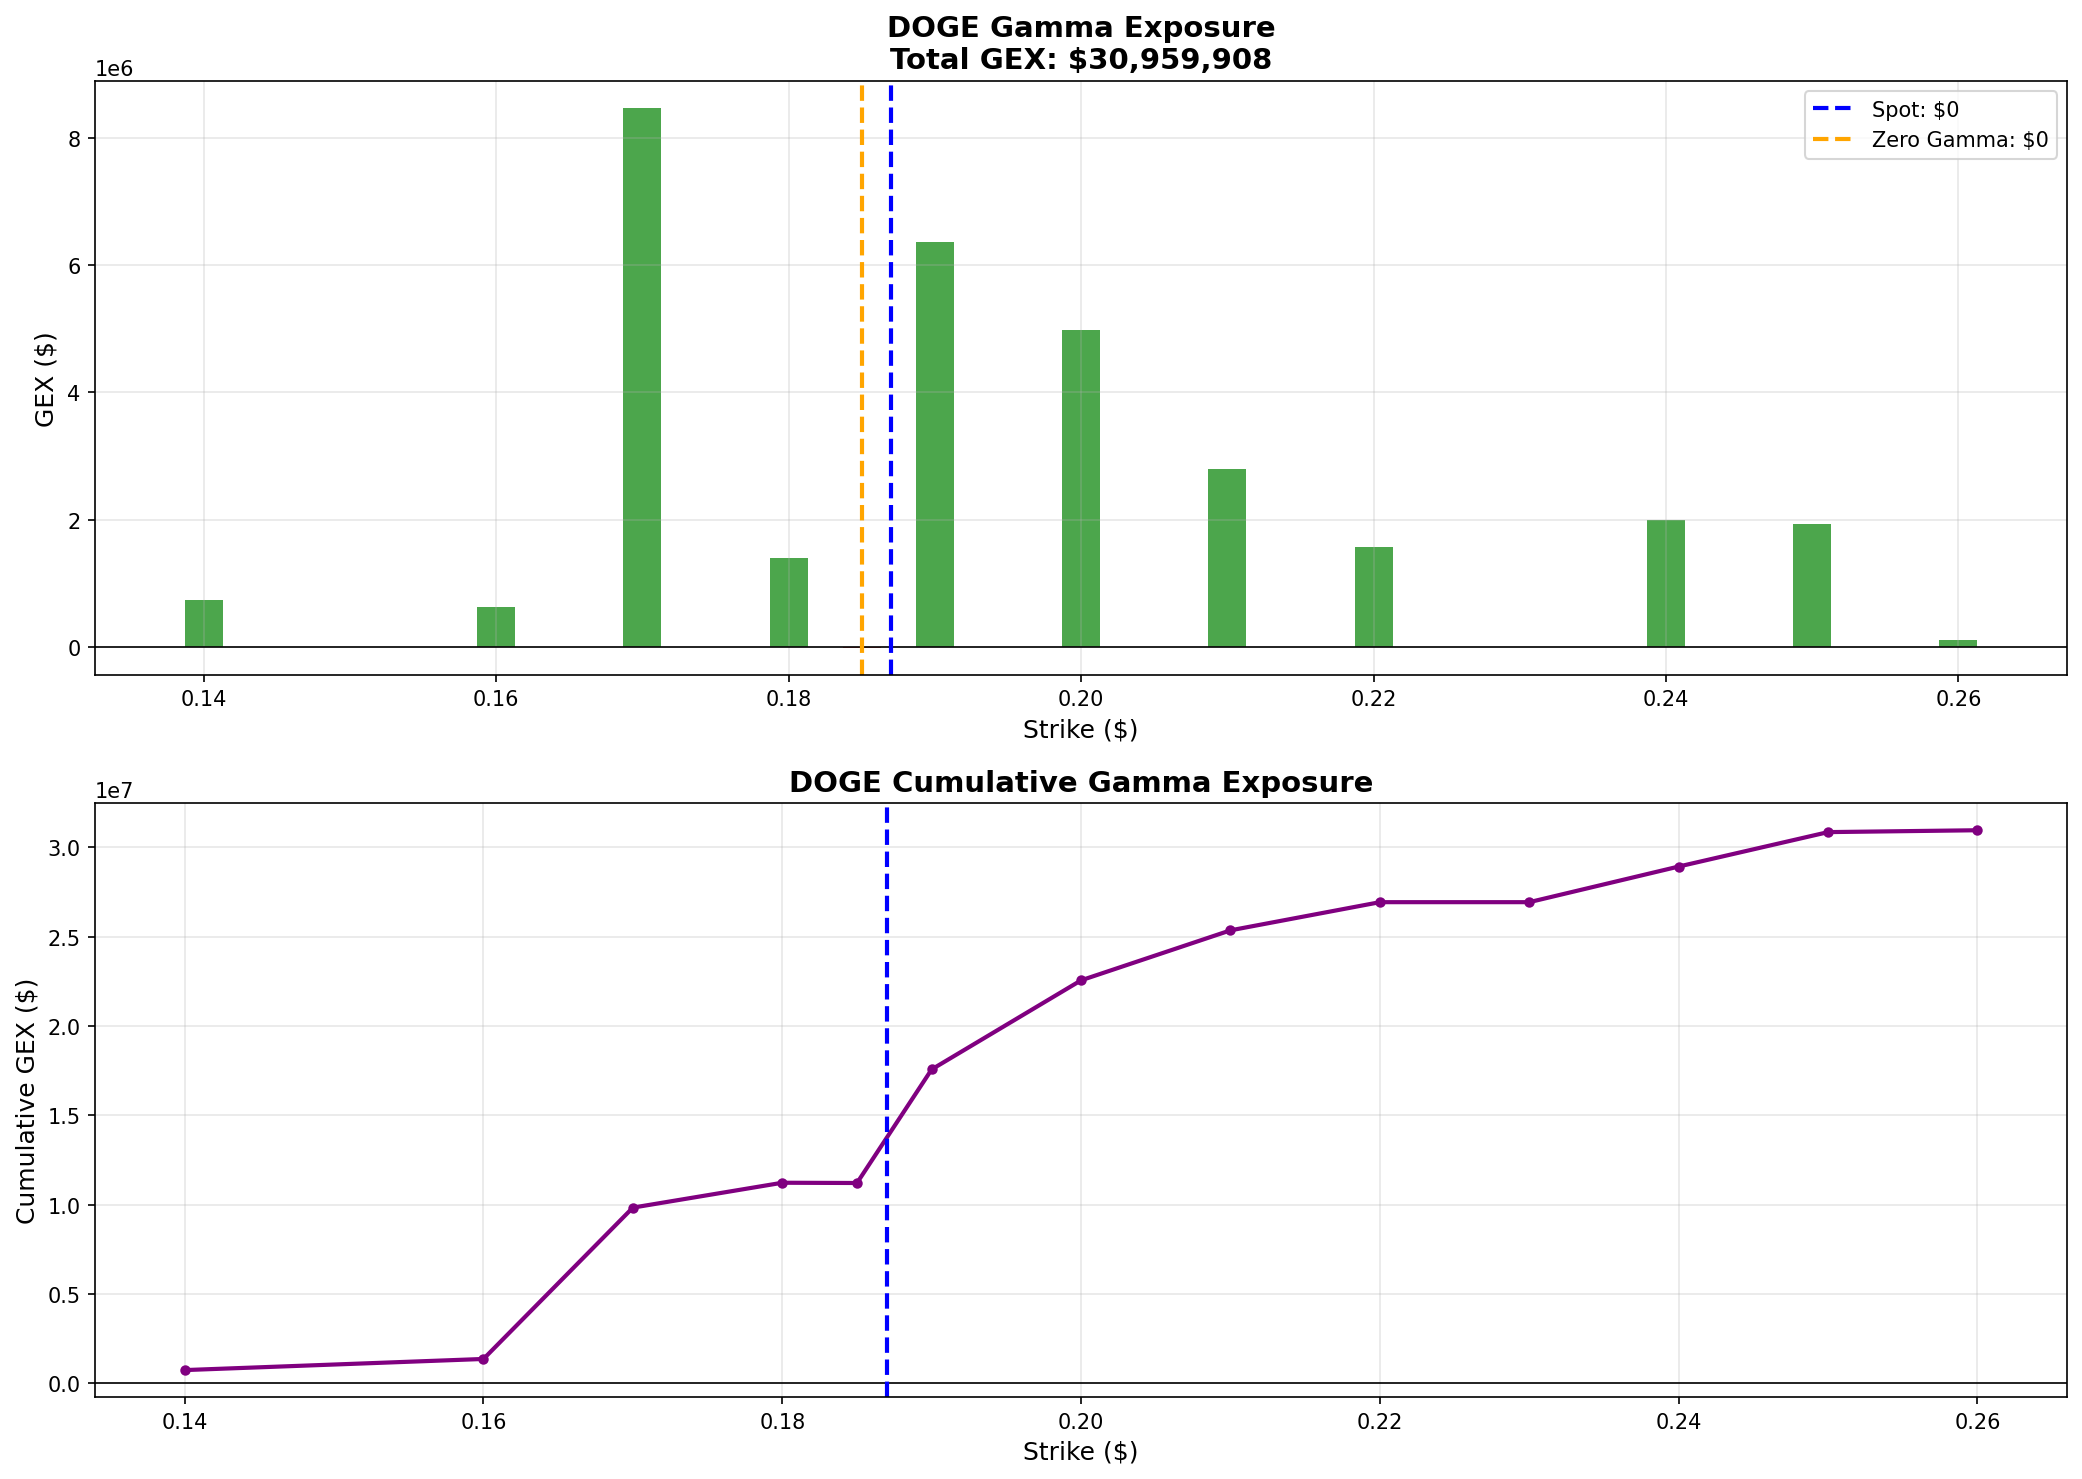 DOGE Gamma Exposure
Total GEX: $30,959,908
1e6
Spot: $0
Zero Gamma: $0
GEX ($)
8
6
4
2
0
0.14 0.16 0.18 0.20 0.22 0.24 0.26
Strike ($)
DOGE Cumulative Gamma Exposure
1e7
Cumulative GEX ($)
3.0
2.5
2.0
1.5
1.0
0.5
0.0
0.14 0.16 0.18 0.20 0.22 0.24 0.26
Strike ($)